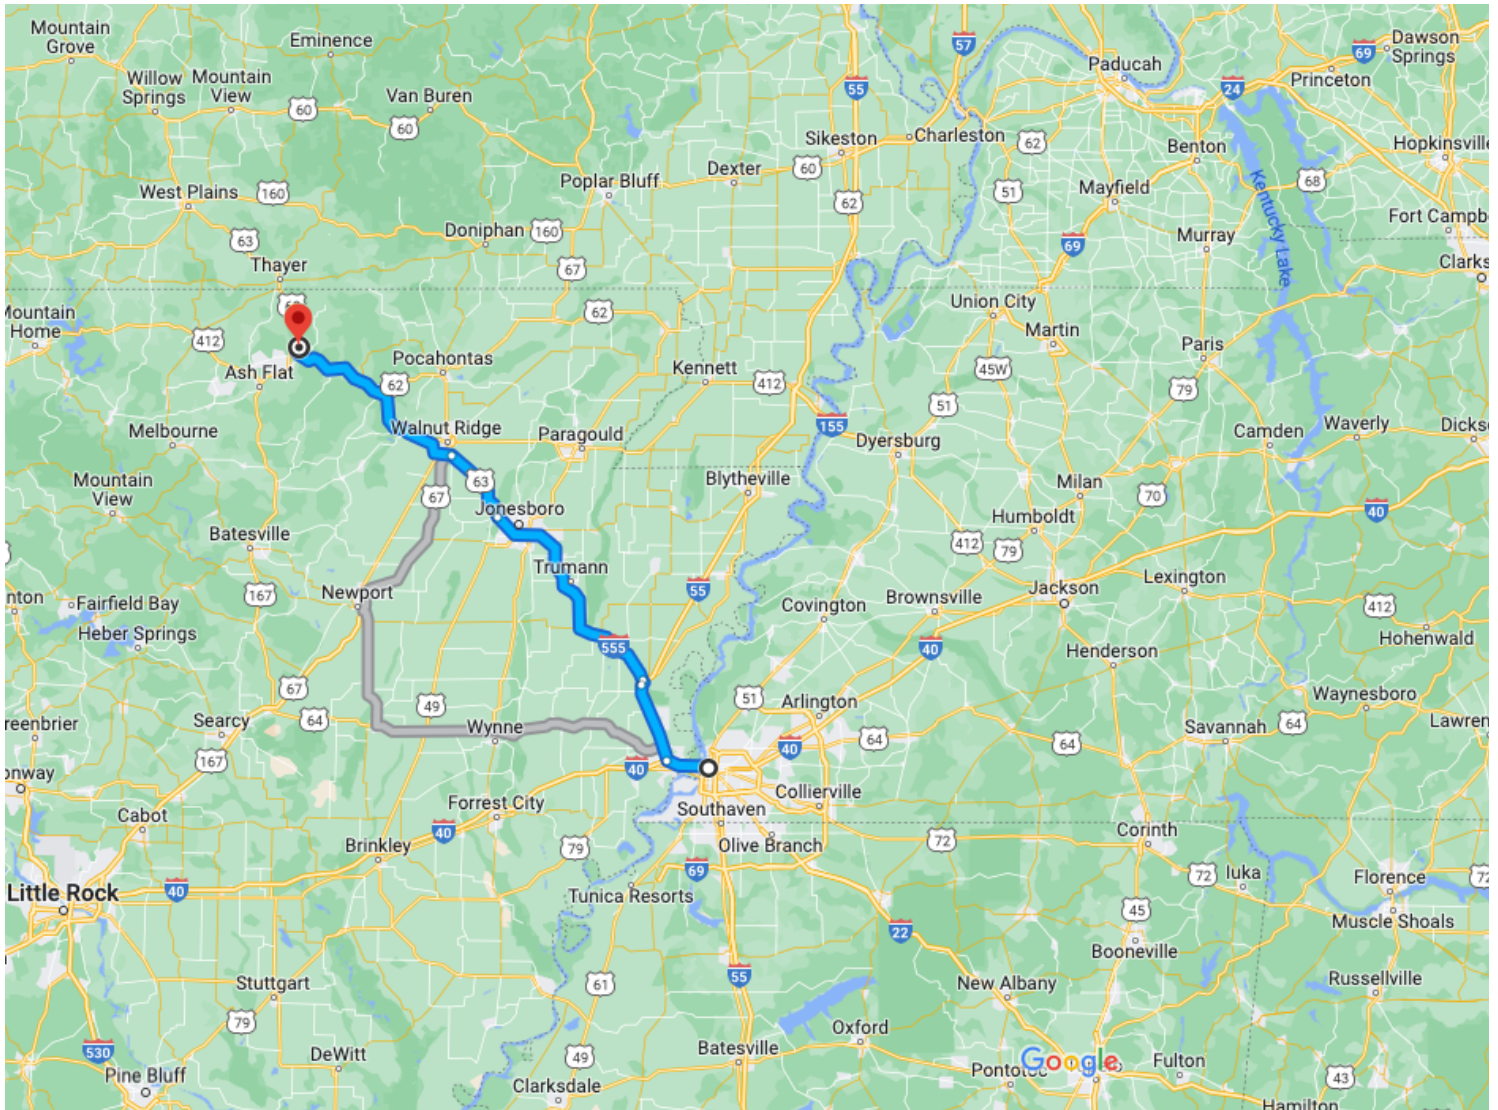 Mountain
Grove
Eminence
57
Dawson
Springs
69
Paducah
Princeton
Willow
Springs
Mountain
View
Van Buren
55
24
60
60
Sikeston
Charleston
62
Benton
Hopkinsville
Dexter
60
Poplar Bluff
68
Mayfield
51
West Plains
160
62
Kentucky Lake
Fort Campb
Doniphan
160
63
69
Murray
Thayer
67
Clarks
Union City
Mountain
Home
62
Martin
412
Paris
Pocahontas
Kennett
45W
Ash Flat
62
412
79
51
Walnut Ridge
Paragould
155
Dyersburg
Camden
Waverly
Dicks
Melbourne
Mountain
View
63
Blytheville
Milan
67
70
40
Jonesboro
Humboldt
Batesville
412
79
Trumann
Lexington
Newport
167
55
Brownsville
Jackson
nton
Fairfield Bay
Covington
412
Heber Springs
555
40
Hohenwald
Henderson
67
51
Arlington
Waynesboro
49
reenbrier
Searcy
64
Wynne
64
Savannah
64
Lawren
64
40
167
40
onway
Collierville
Forrest City
Southaven
Cabot
40
Corinth
Brinkley
79
Olive Branch
72
69
72
Iuka
Florence
72
Little Rock
40
Tunica Resorts
45
Muscle Shoals
22
Booneville
55
Stuttgart
61
New Albany
Russellville
79
Oxford
530
DeWitt
49
Batesville
Google
Fulton
Pontotoc
Pine Bluff
43
Clarksdale
Hamilton